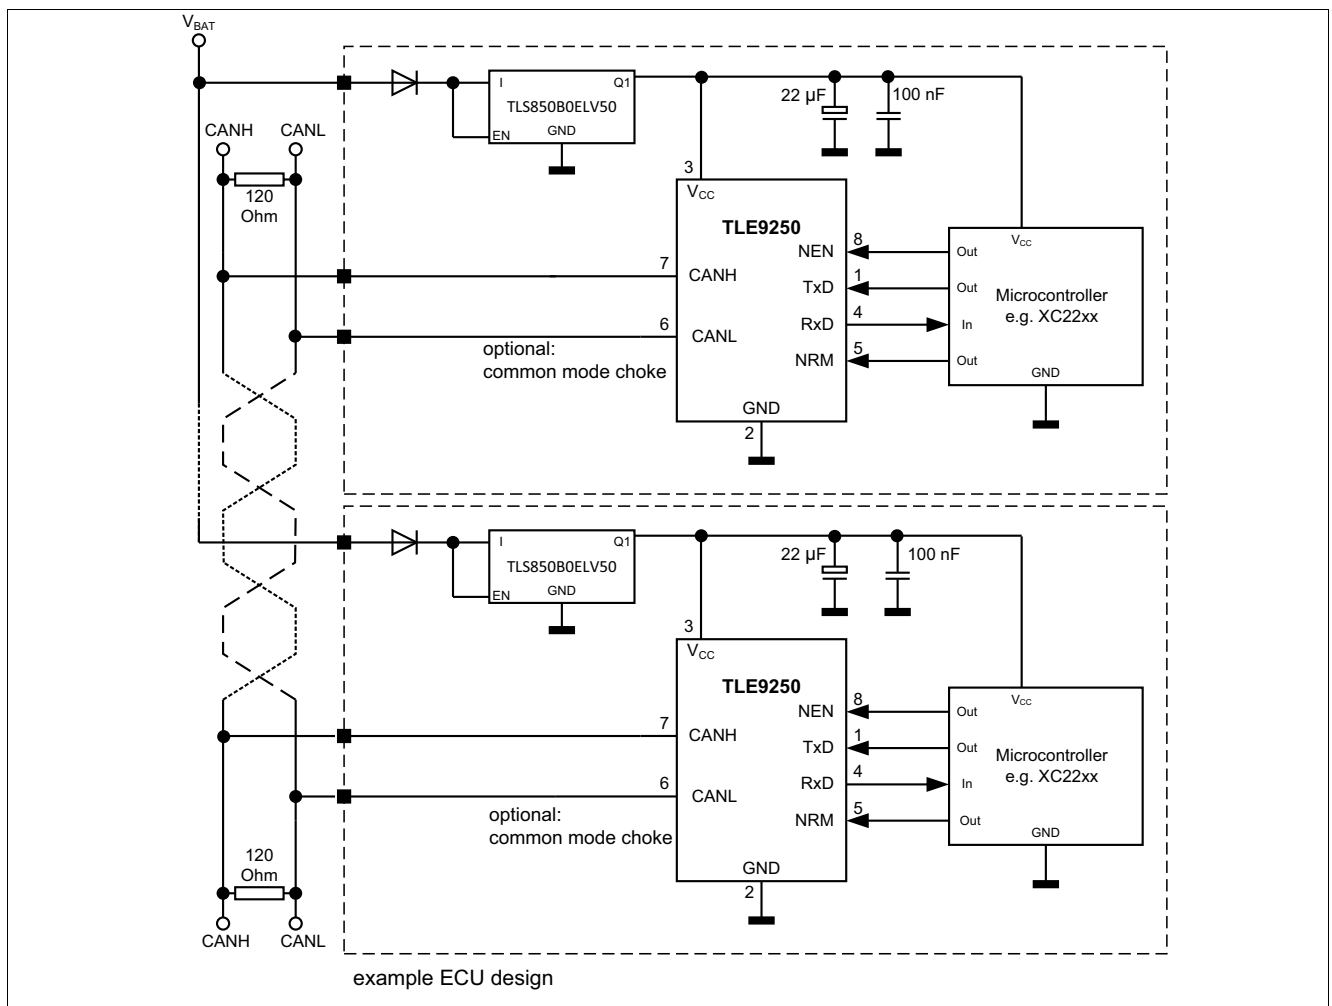 VBAT
CANH
CANL
120
Ohm
I
Q1
TLS850B0ELV50
EN
GND
22 µF
100 nF
3
VCC
TLE9250
7
CANH
6
CANL
optional:
common mode choke
NEN
8
TxD
1
RxD
4
NRM
5
GND
2
VCC
Out
Out
Microcontroller
e.g. XC22xx
In
Out
GND
I
Q1
TLS850B0ELV50
EN
GND
22 µF
100 nF
3
VCC
TLE9250
7
CANH
6
CANL
optional:
common mode choke
NEN
8
TxD
1
RxD
4
NRM
5
GND
2
VCC
Out
Out
Microcontroller
e.g. XC22xx
In
Out
GND
120
Ohm
CANH
CANL
example ECU design